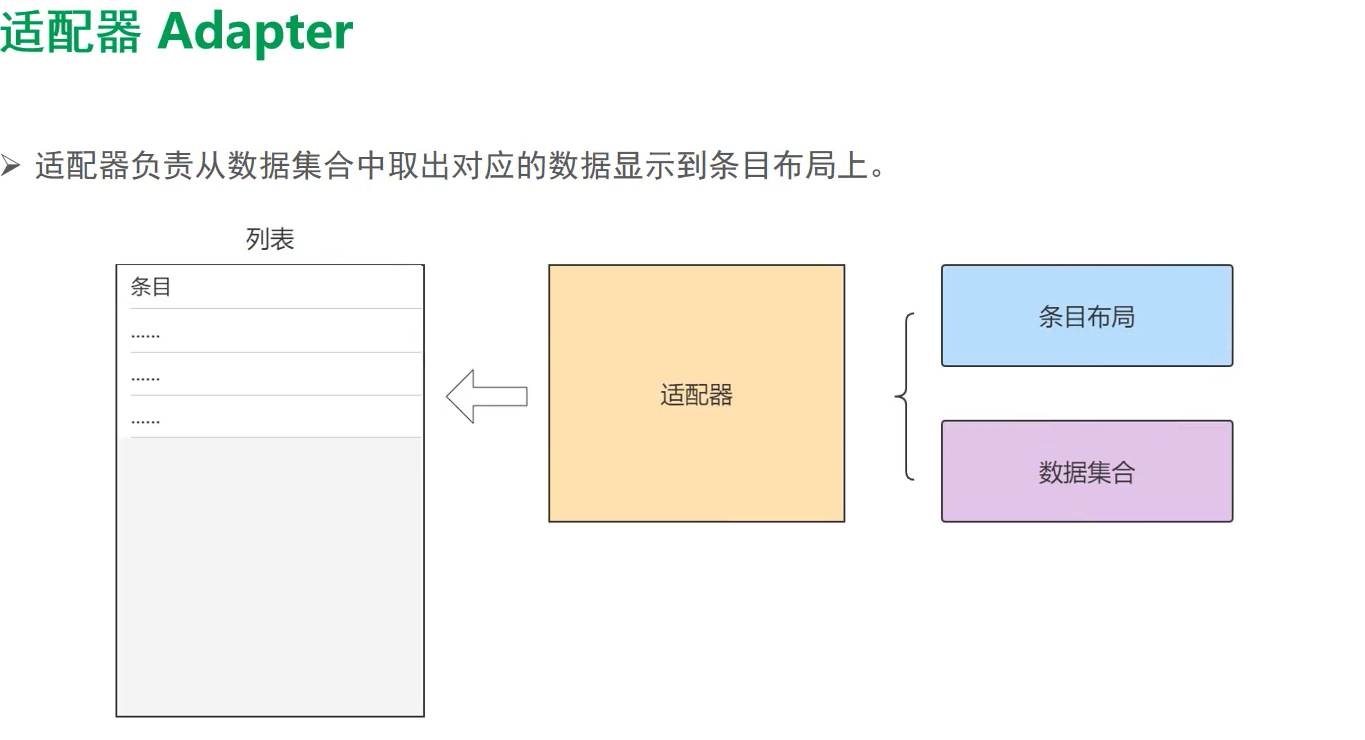 适配器 Adapter
适配器负责从数据集合中取出对应的数据显示到条目布局上。
列表
条目
......
......
......
适配器
条目布局
数据集合